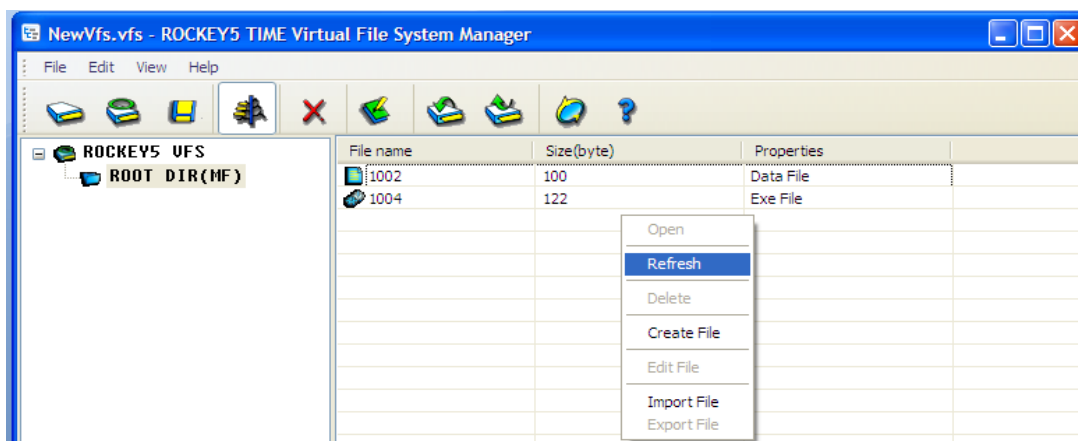 NewVfs.vfs - ROCKEY5 TIME Virtual File System Manager
File Edit View Help
ROCKEY5 VFS
ROOT DIR(MF)
File name Size(byte) Properties
1002 100 Data File
1004 122 Exe File
Open
Refresh
Delete
Create File
Edit File
Import File
Export File